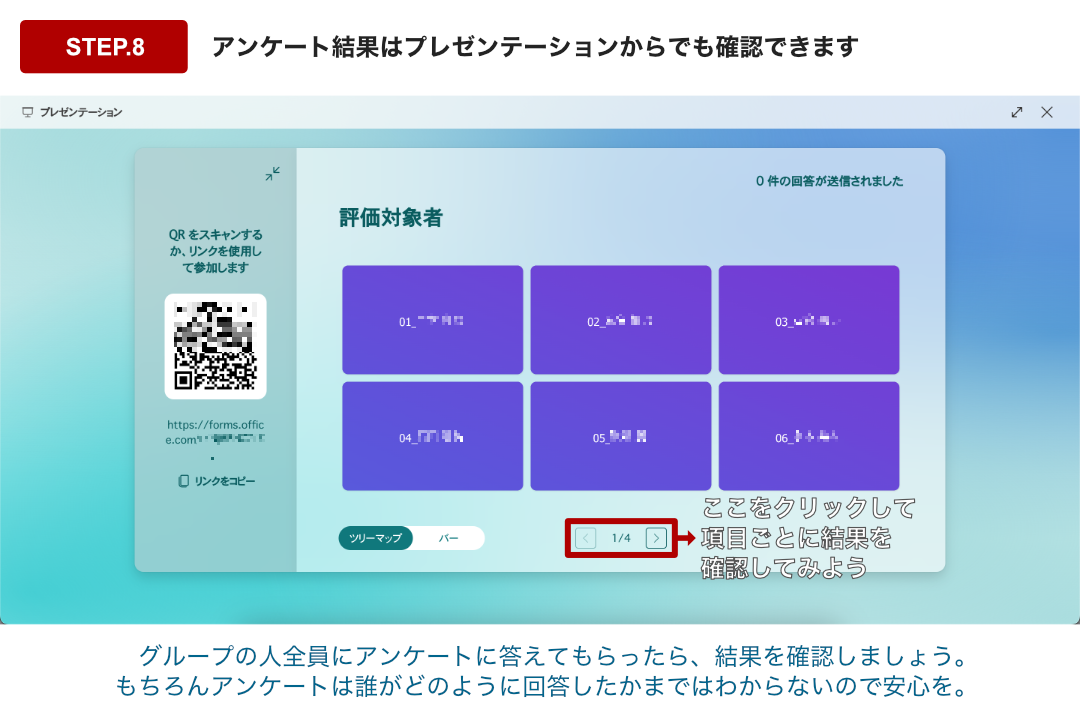 STEP.8
アンケート結果はプレゼンテーションからでも確認できます
プレゼンテーション
QR をスキャンする
か、リンクを使用し
て参加します
https://forms.offic
e.com
リンクをコピー
0 件の回答が送信されました
評価対象者
01_
02_
03_
04_
05_
06_
ツリーマップ
バー
1/4
ここをクリックして
項目ごとに結果を
確認してみよう
グループの人全員にアンケートに答えてもらったら、結果を確認しましょう。
もちろんアンケートは誰がどのように回答したかまではわからないので安心を。